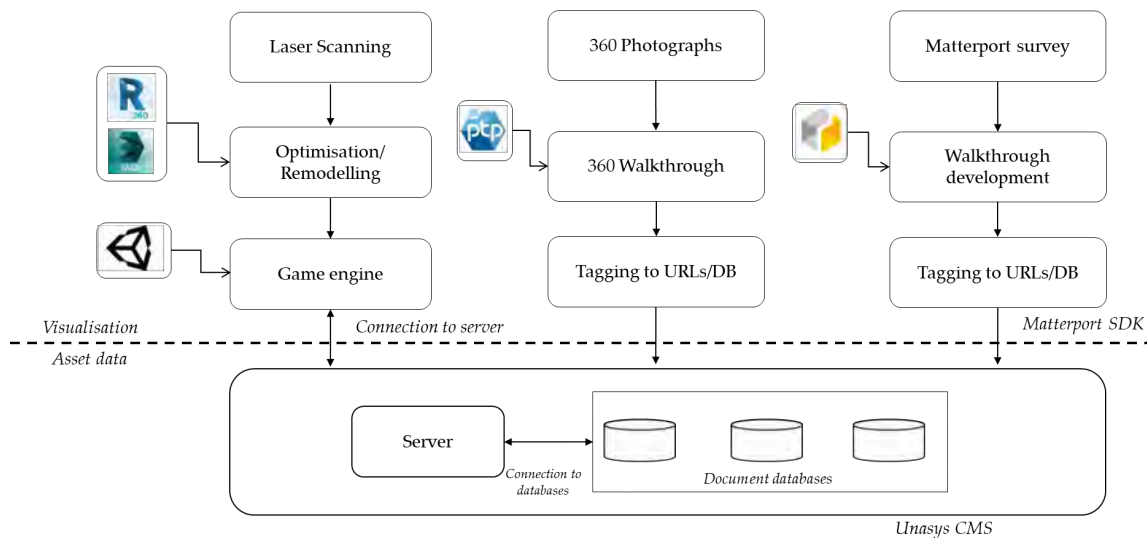 Laser Scanning
360 Photographs
Matterport survey
R
360
ptp
Optimisation/
Remodelling
360 Walkthrough
Walkthrough
development
Game engine
Tagging to URLs/DB
Tagging to URLs/DB
Visualisation
Connection to server
Matterport SDK
Asset data
Server
Connection to
databases
Document databases
Unasys CMS